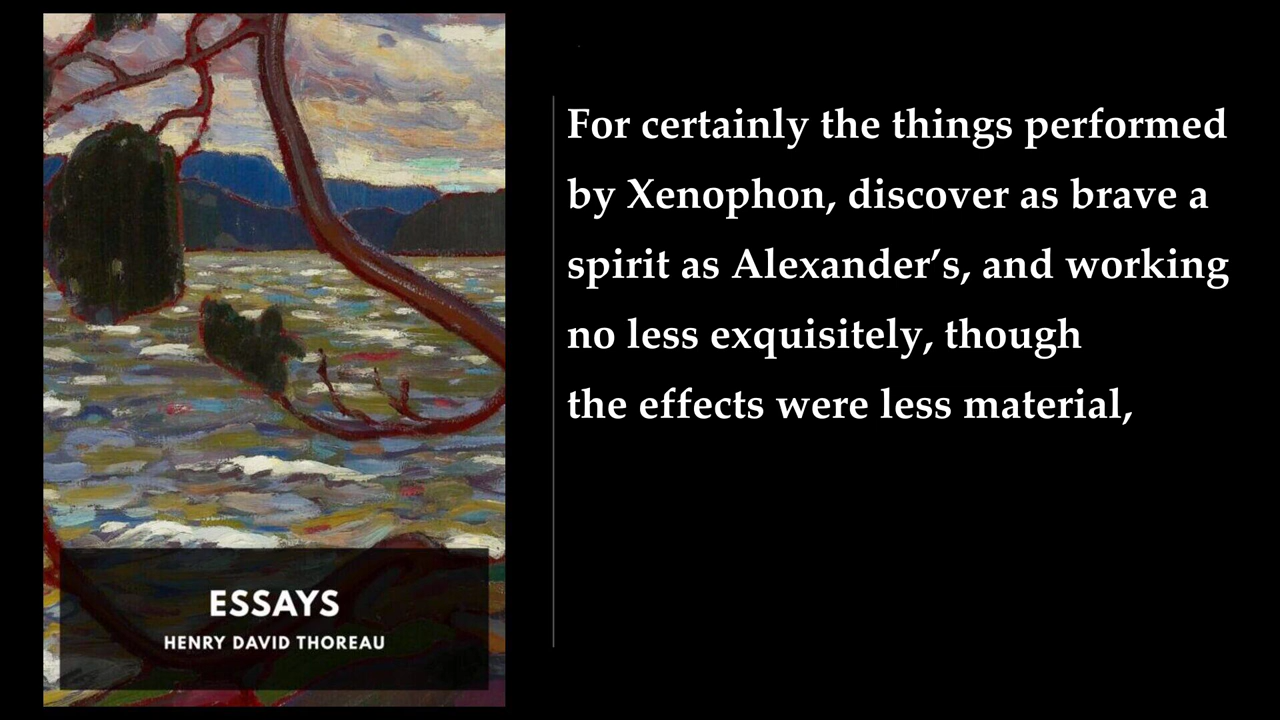 For certainly the things performed
by Xenophon, discover as brave a
spirit as Alexander’s, and working
no less exquisitely, though
the effects were less material,
ESSAYS
HENRY DAVID THOREAU